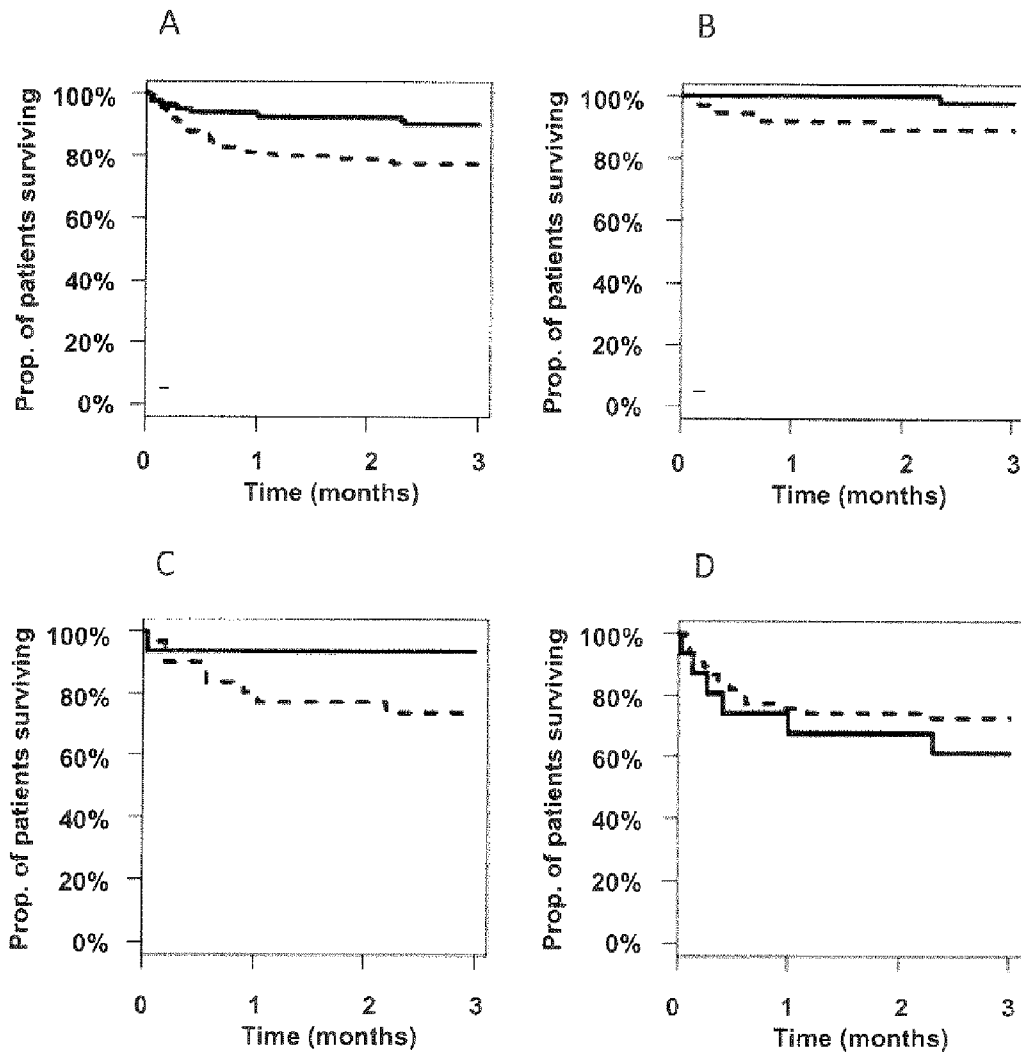 A
Prop. of patients surviving
100%
80%
60%
40%
20%
0%
0 1 2 3
Time (months)
B
Prop. of patients surviving
100%
80%
60%
40%
20%
0%
0 1 2 3
Time (months)
C
Prop. of patients surviving
100%
80%
60%
40%
20%
0%
0 1 2 3
Time (months)
D
Prop. of patients surviving
100%
80%
60%
40%
20%
0%
0 1 2 3
Time (months)